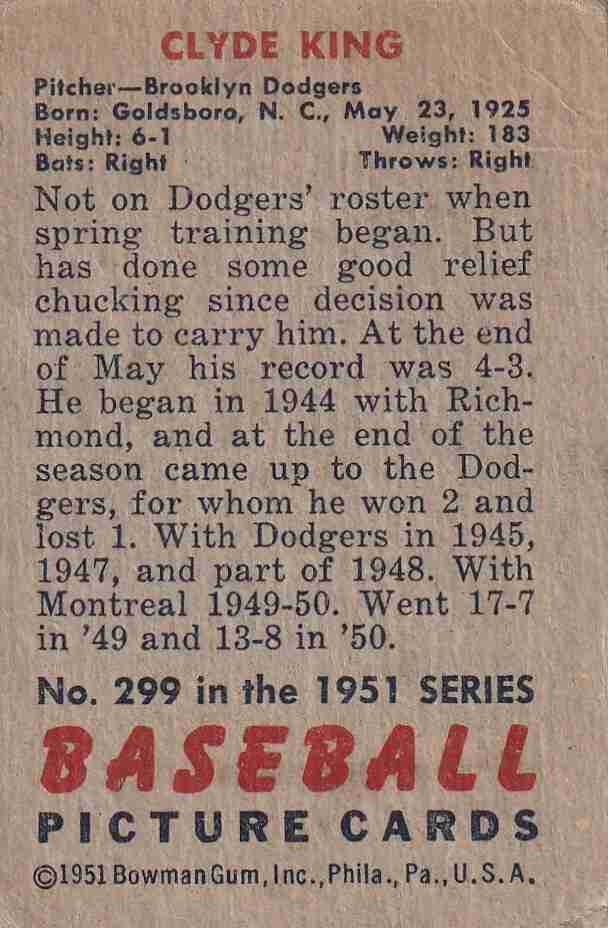 CLYDE KING
Pitcher—Brooklyn Dodgers
Born: Goldsboro, N. C., May 23, 1925
Height: 6-1 Weight: 183
Bats: Right Throws: Right
Not on Dodgers' roster when
spring training began. But
has done some good relief
chucking since decision was
made to carry him. At the end
of May his record was 4-3.
He began in 1944 with Rich-
mond, and at the end of the
season came up to the Dod-
gers, for whom he won 2 and
lost 1. With Dodgers in 1945,
1947, and part of 1948. With
Montreal 1949-50. Went 17-7
in '49 and 13-8 in '50.
No. 299 in the 1951 SERIES
BASEBALL
PICTURE CARDS
©1951 Bowman Gum, Inc., Phila., Pa., U.S.A.